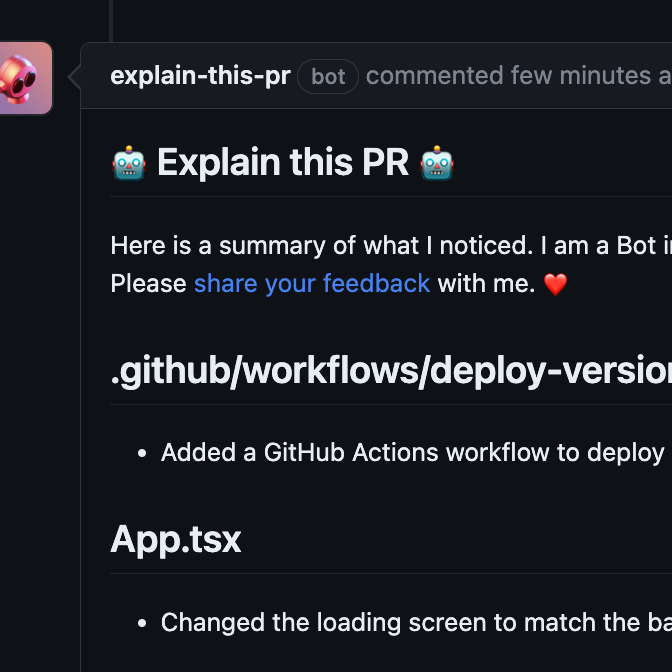 explain-this-pr bot commented few minutes a
🤖 Explain this PR 🤖
Here is a summary of what I noticed. I am a Bot i
Please share your feedback with me. ❤️
.github/workflows/deploy-version
• Added a GitHub Actions workflow to deploy
App.tsx
• Changed the loading screen to match the ba